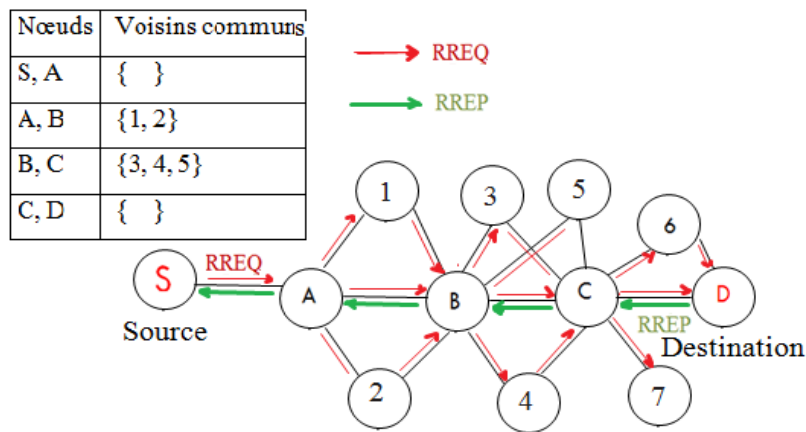 Nœuds Voisins communs
S, A { }
A, B {1, 2}
B, C {3, 4, 5}
C, D { }
RREQ
RREP
1
3
5
6
S
RREQ
A
B
C
D
RREP
Source
Destination
2
4
7